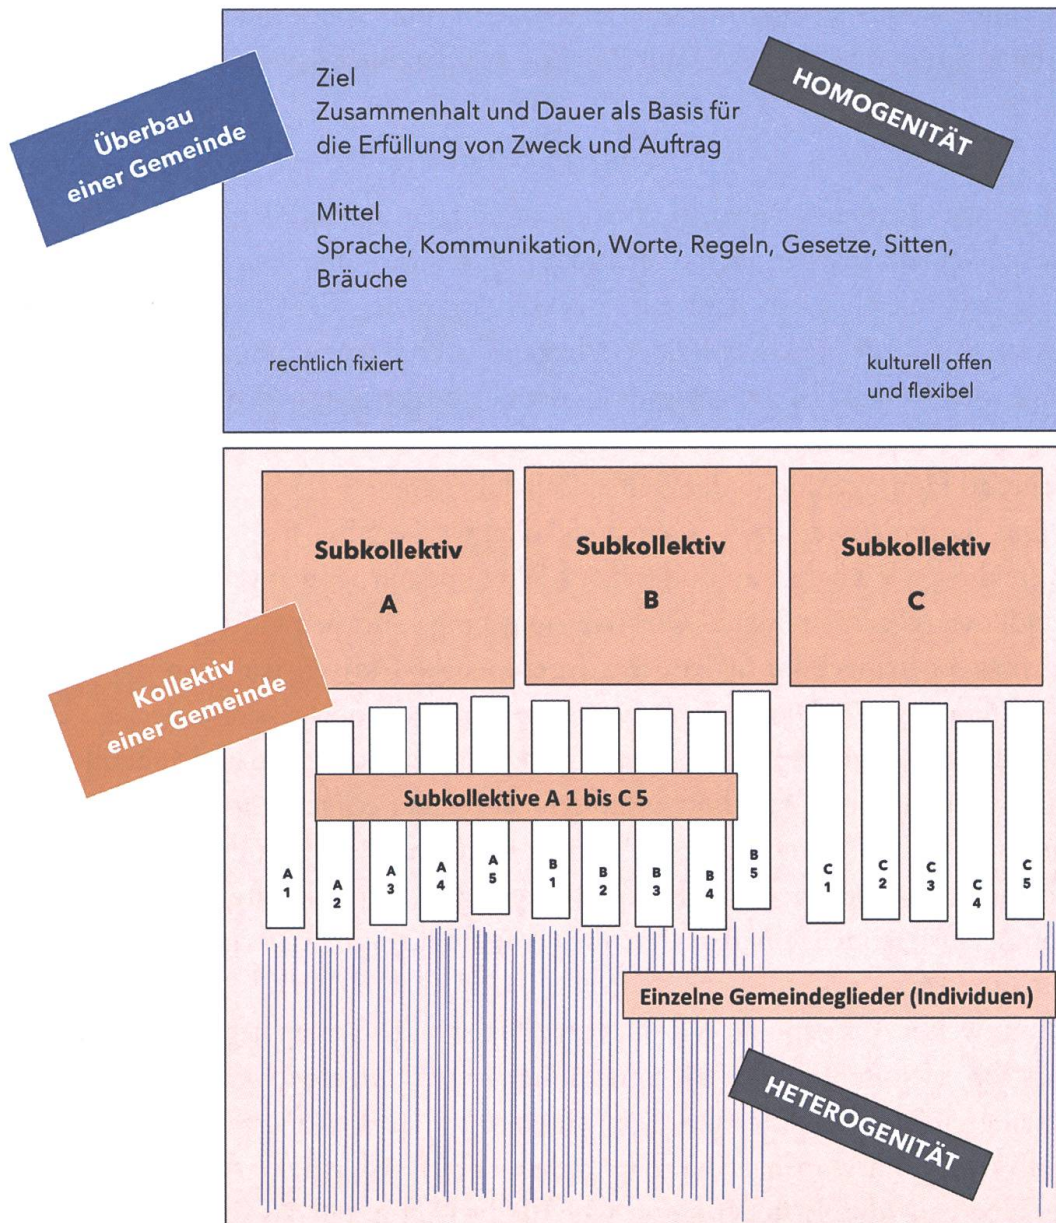 Überbau
einer Gemeinde
Ziel
Zusammenhalt und Dauer als Basis für
die Erfüllung von Zweck und Auftrag
HOMOGENITÄT
Mittel
Sprache, Kommunikation, Worte, Regeln, Gesetze, Sitten,
Bräuche
rechtlich fixiert
kulturell offen
und flexibel
Subkollektiv
A
Subkollektiv
B
Subkollektiv
C
Kollektiv
einer Gemeinde
Subkollektive A 1 bis C 5
A
1
A
2
A
3
A
4
A
5
B
1
B
2
B
3
B
4
B
5
C
1
C
2
C
3
C
4
C
5
Einzelne Gemeindeglieder (Individuen)
HETEROGENITÄT